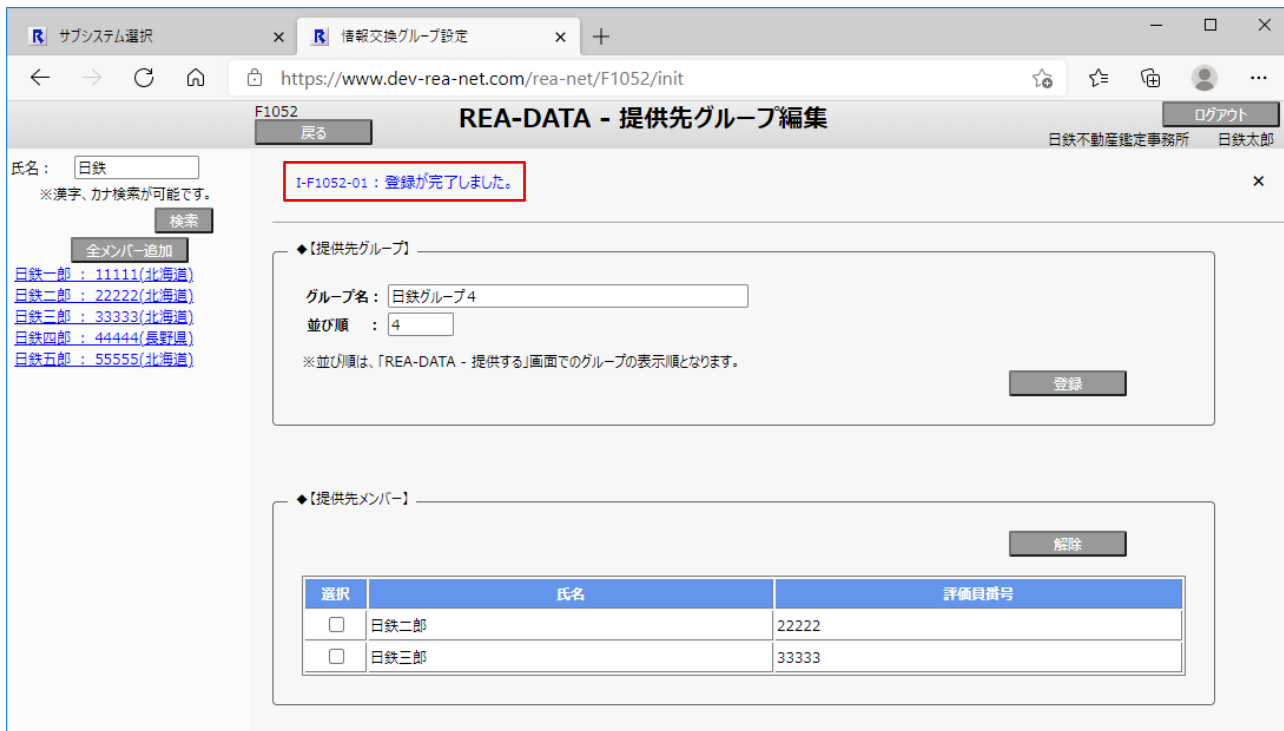 サブシステム選択
情報交換グループ設定
https://www.dev-rea-net.com/rea-net/F1052/init
F1052
戻る
REA-DATA - 提供先グループ編集
ログアウト
日鉄不動産鑑定事務所 日鉄太郎
氏名： 日鉄
※漢字、カナ検索が可能です。
検索
全メンバー追加
日鉄一郎 : 11111(北海道)
日鉄二郎 : 22222(北海道)
日鉄三郎 : 33333(北海道)
日鉄四郎 : 44444(長野県)
日鉄五郎 : 55555(北海道)
I-F1052-01：登録が完了しました。
◆【提供先グループ】
グループ名： 日鉄グループ４
並び順 ： 4
※並び順は、「REA-DATA - 提供する」画面でのグループの表示順となります。
登録
◆【提供先メンバー】
解除
選択 氏名 評価員番号
日鉄二郎 22222
日鉄三郎 33333